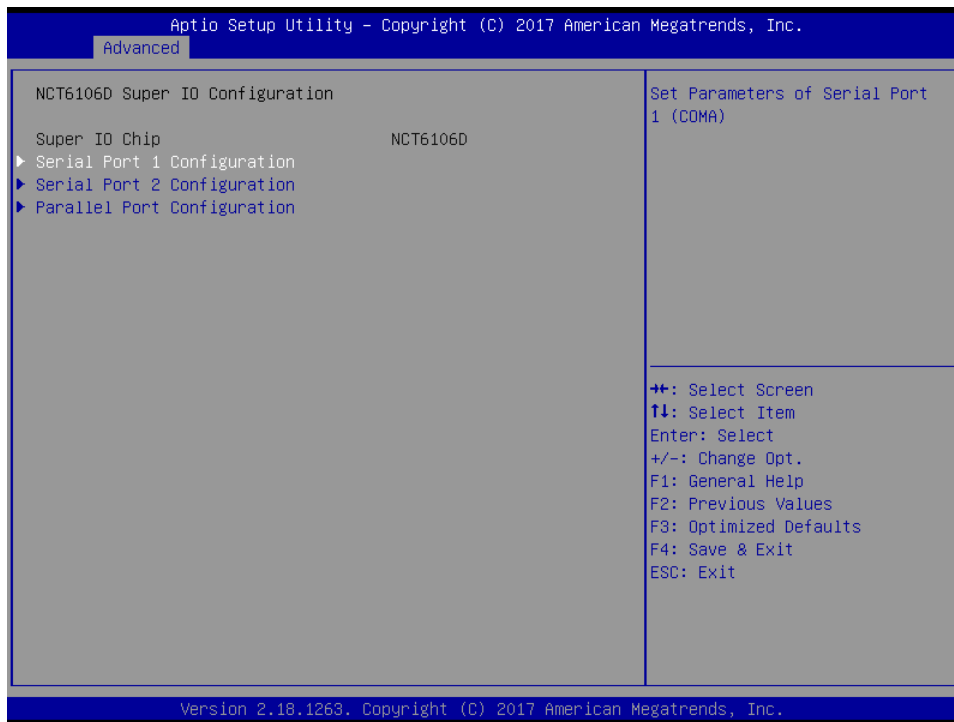 Aptio Setup Utility – Copyright (C) 2017 American Megatrends, Inc.
Advanced
NCT6106D Super IO Configuration
Super IO Chip NCT6106D
Serial Port 1 Configuration
Serial Port 2 Configuration
Parallel Port Configuration
Set Parameters of Serial Port
1 (COMA)
→←: Select Screen
↑↓: Select Item
Enter: Select
+/-: Change Opt.
F1: General Help
F2: Previous Values
F3: Optimized Defaults
F4: Save & Exit
ESC: Exit
Version 2.18.1263. Copyright (C) 2017 American Megatrends, Inc.